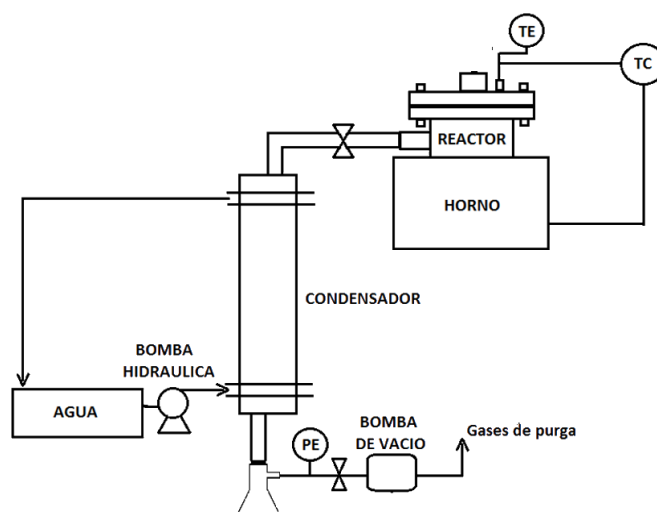 TE
TC
REACTOR
HORNO
CONDENSADOR
BOMBA
HIDRAULICA
AGUA
BOMBA
DE VACIO
Gases de purga
PE